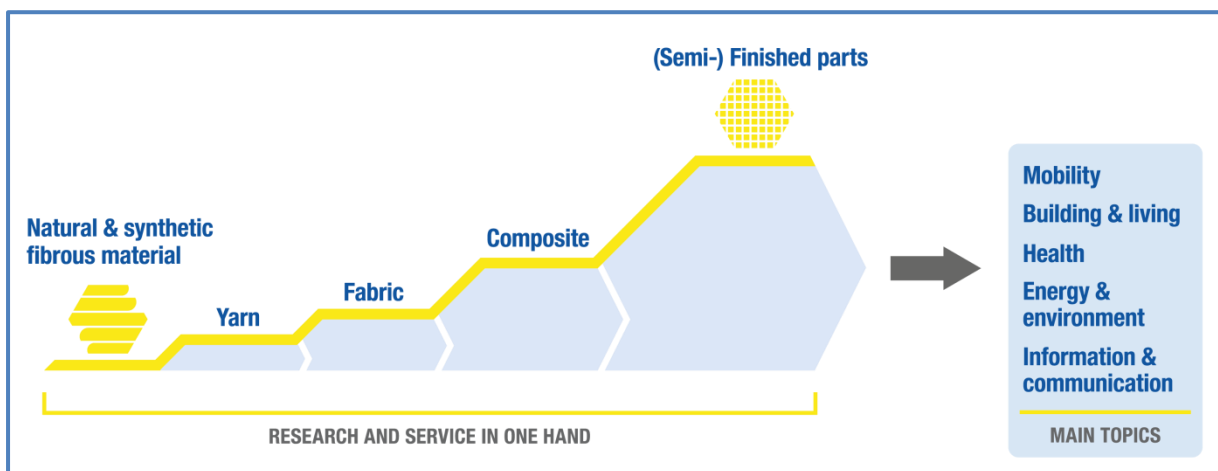 (Semi-) Finished parts
Natural & synthetic
fibrous material
Yarn
Fabric
Composite
RESEARCH AND SERVICE IN ONE HAND
Mobility
Building & living
Health
Energy &
environment
Information &
communication
MAIN TOPICS